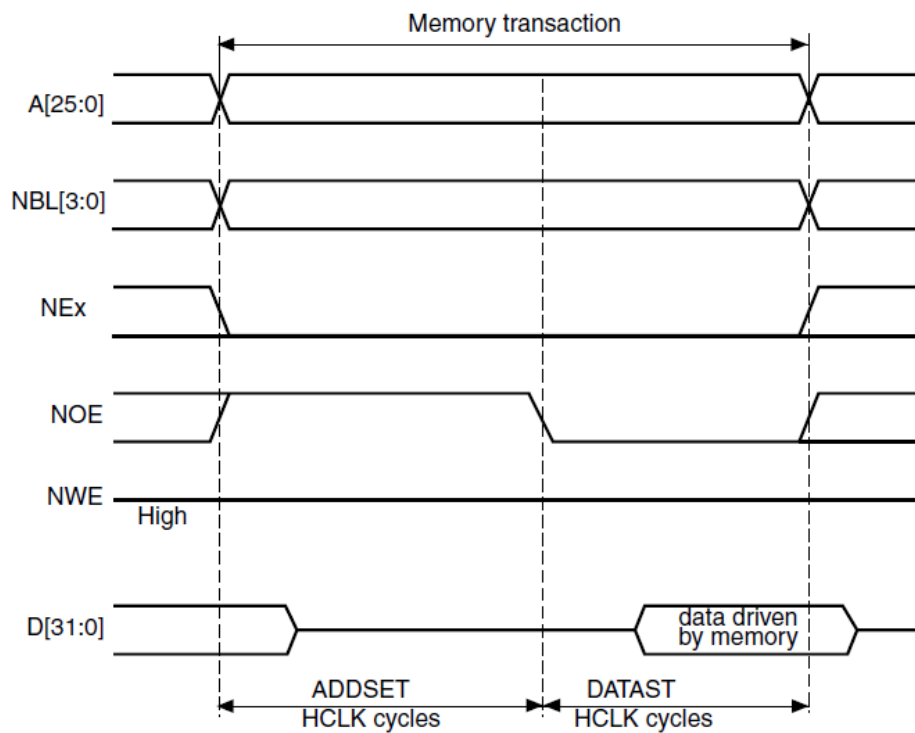 Memory transaction
A[25:0]
NBL[3:0]
NEx
NOE
NWE
High
D[31:0]
data driven
by memory
ADDSET
HCLK cycles
DATAST
HCLK cycles